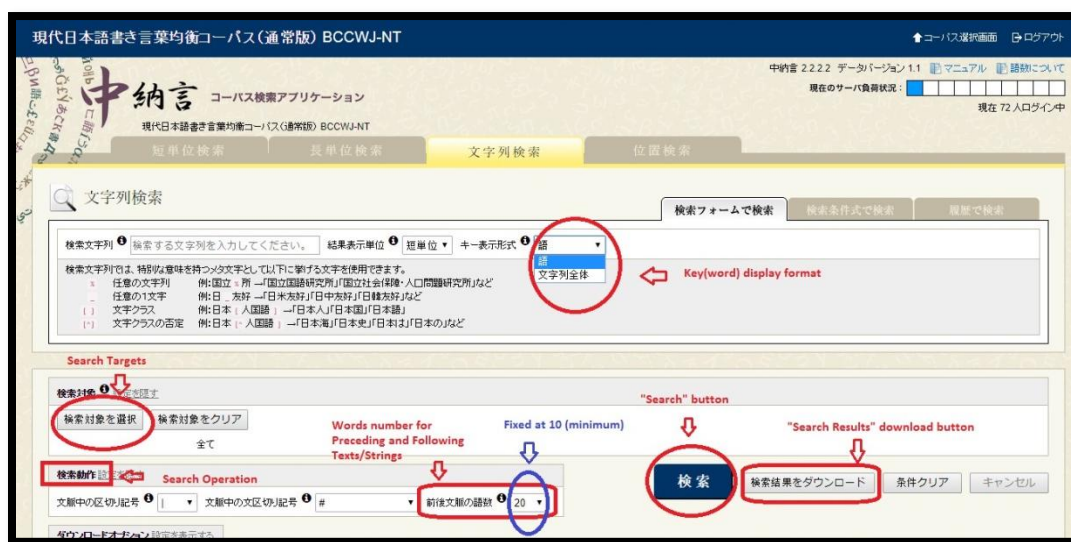 現代日本語書き言葉均衡コーパス(通常版) BCCWJ-NT
コーパス選択画面 ログアウト
中納言 2.2.2.2 データバージョン 1.1 マニュアル 語数について
現在のサーバ負荷状況:
現在 72 人ログイン中
中納言 コーパス検索アプリケーション
現代日本語書き言葉均衡コーパス(通常版) BCCWJ-NT
短単位検索 長単位検索 文字列検索 位置検索
文字列検索
検索フォームで検索 検索条件式で検索 履歴で検索
検索文字列 検索する文字列を入力してください。 結果表示単位 短単位 キー表示形式 語
語
文字列全体
Key(word) display format
検索文字列では、特別な意味を持つメタ文字として以下に挙げる文字を使用できます。
% 任意の文字列 例:国立%所 →「国立国語研究所」「国立社会保障・人口問題研究所」など
_ 任意の1文字 例:日_友好 →「日米友好」「日中友好」「日韓友好」など
[ ] 文字クラス 例:日本[人国語] →「日本人」「日本国」「日本語」
[^] 文字クラスの否定 例:日本[^人国語] →「日本海」「日本史」「日本は」「日本の」など
Search Targets
検索対象 設定を隠す
検索対象を選択 検索対象をクリア
全て
Words number for
Preceding and Following
Texts/Strings
Fixed at 10 (minimum)
"Search" button
"Search Results" download button
検索動作 設定を隠す
Search Operation
文脈中の区切り記号 | 文脈中の文区切り記号 # 前後文脈の語数 20
検索 検索結果をダウンロード 条件クリア キャンセル
ダウンロードオプション 設定を表示する